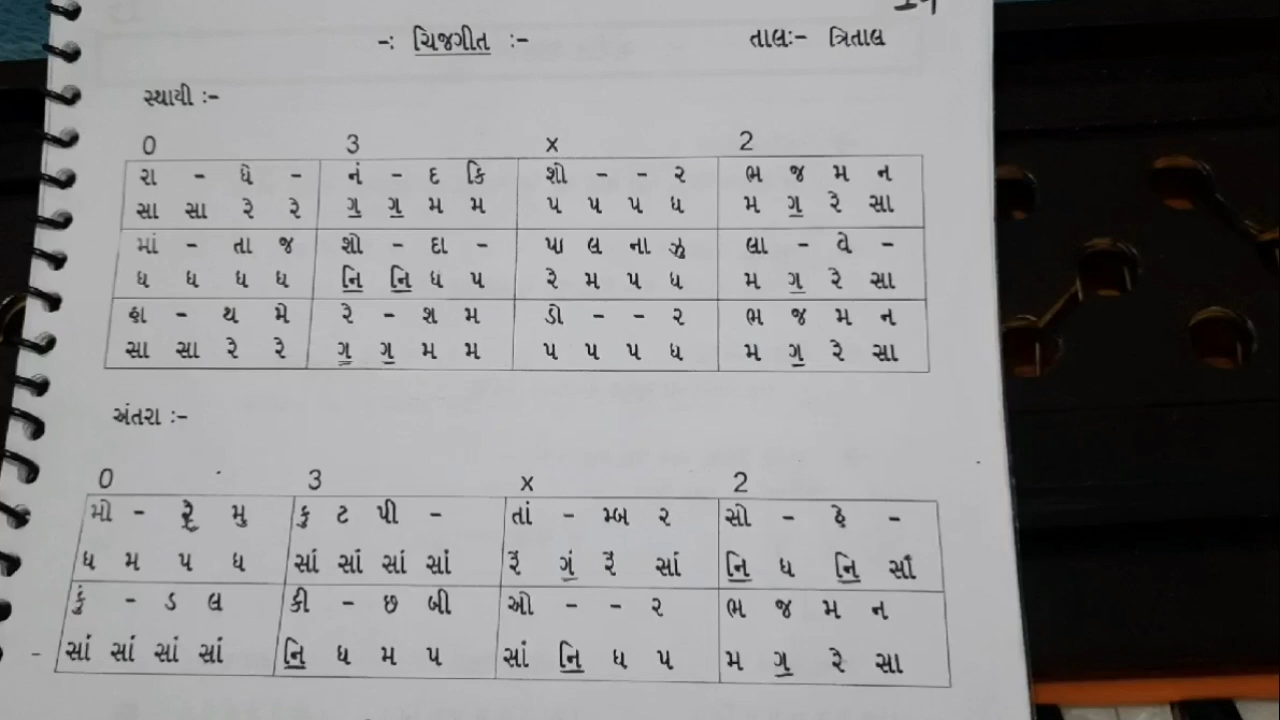 -: ચિજગીત :- તાલઃ- ત્રિતાલ
સ્થાયી :-
0 3 x 2
રા - ધે - નં - દ કિ શો - - ર ભ જ મ ન
સા સા રે રે ગ॒ ગ॒ મ મ પ પ પ ધ મ ગ॒ રે સા
માં - તા જ શો - દા - પા લ ના ઝુ લા - વે -
ધ ધ ધ ધ નિ॒ નિ॒ ધ પ રે મ પ ધ મ ગ॒ રે સા
હા - થ મે રે - શ મ ડો - - ર ભ જ મ ન
સા સા રે રે ગ॒ ગ॒ મ મ પ પ પ ધ મ ગ॒ રે સા
અંતરા :-
0 3 x 2
મો - રે મુ કુ ટ પી - તાં - મ્બ ર સો - હે -
ધ મ પ ધ સાં સાં સાં સાં રેં ગં॒ રેં સાં નિ॒ ધ નિ॒ સાં
કું - ડ લ કી - છ બી ઓ - - ર ભ જ મ ન
સાં સાં સાં સાં નિ॒ ધ મ પ સાં નિ॒ ધ પ મ ગ॒ રે સા